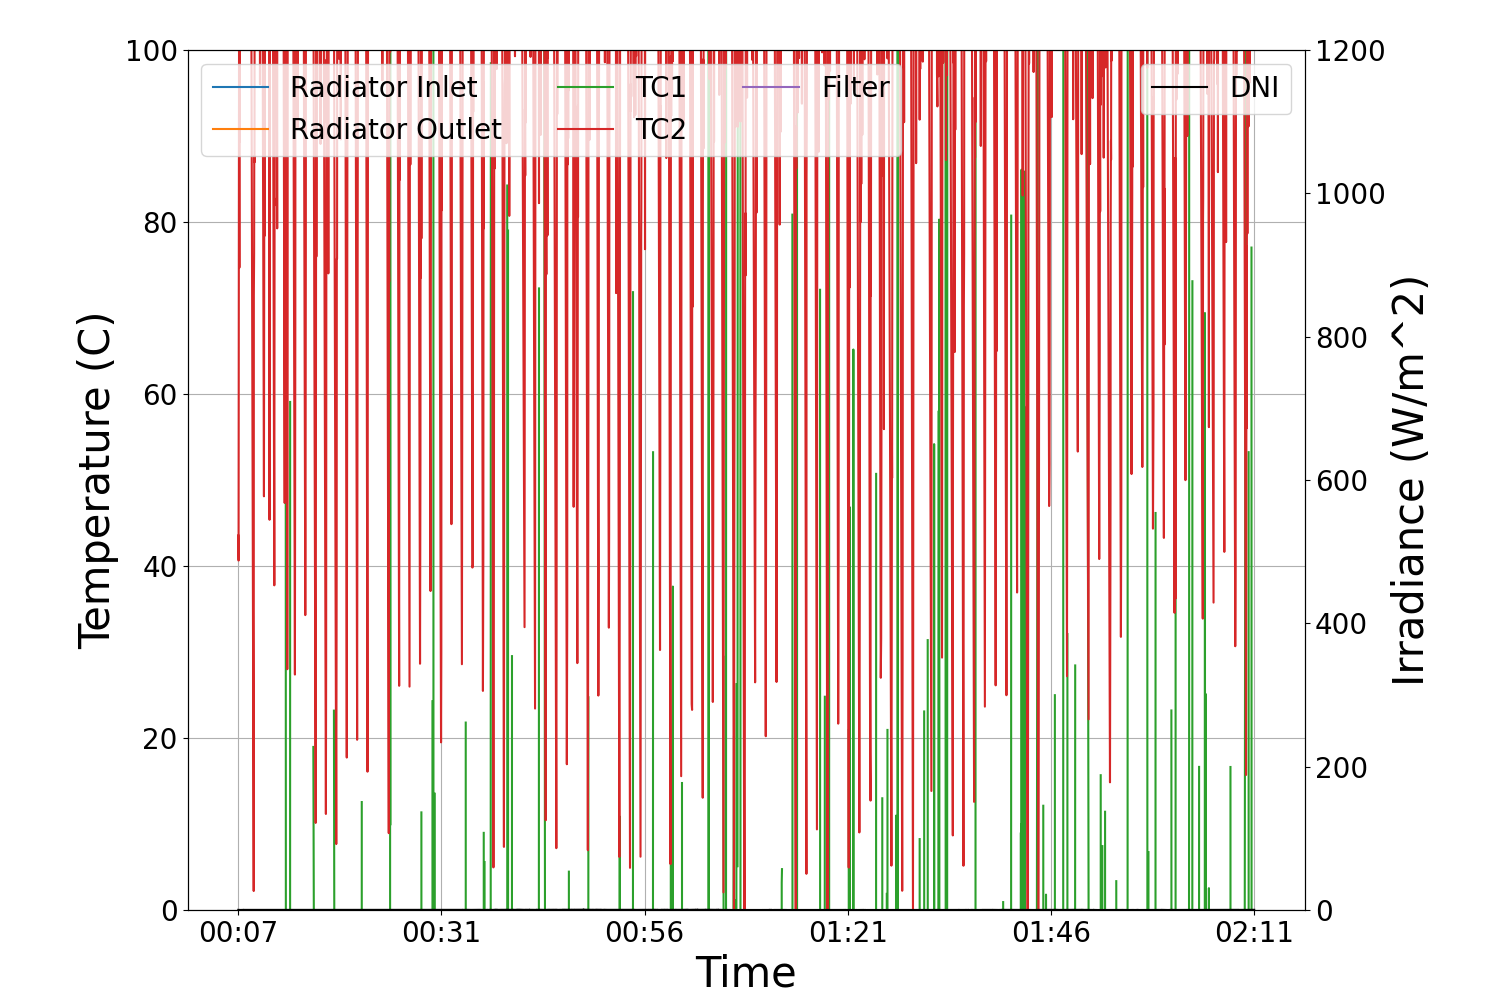 100
80
60
40
20
0
1200
1000
800
600
400
200
0
Radiator Inlet
Radiator Outlet
TC1
TC2
Filter
DNI
Temperature (C)
Irradiance (W/m^2)
00:07
00:31
00:56
01:21
01:46
02:11
Time